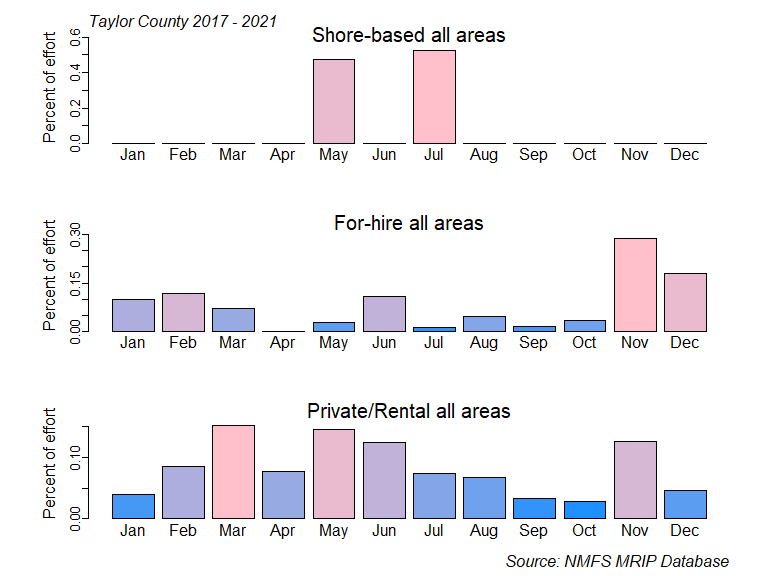 Taylor County 2017 - 2021
Shore-based all areas
Percent of effort
0.0 0.2 0.4 0.6
Jan Feb Mar Apr May Jun Jul Aug Sep Oct Nov Dec
For-hire all areas
Percent of effort
0.00 0.15 0.30
Jan Feb Mar Apr May Jun Jul Aug Sep Oct Nov Dec
Private/Rental all areas
Percent of effort
0.00 0.10
Jan Feb Mar Apr May Jun Jul Aug Sep Oct Nov Dec
Source: NMFS MRIP Database